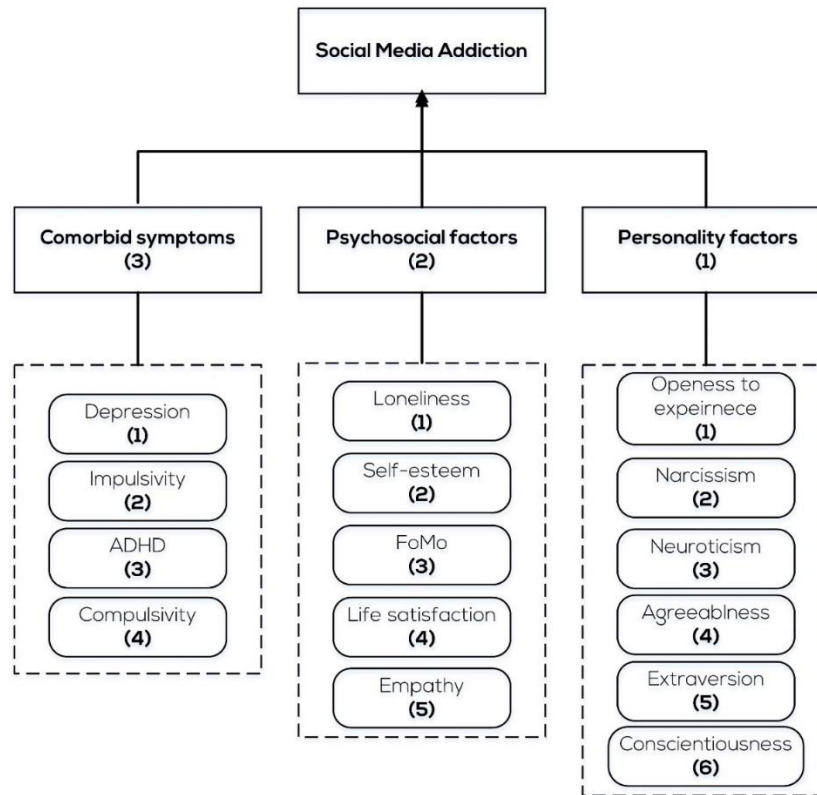 Social Media Addiction
Comorbid symptoms
(3)
Psychosocial factors
(2)
Personality factors
(1)
Depression
(1)
Impulsivity
(2)
ADHD
(3)
Compulsivity
(4)
Loneliness
(1)
Self-esteem
(2)
FoMo
(3)
Life satisfaction
(4)
Empathy
(5)
Openess to
expeirnece
(1)
Narcissism
(2)
Neuroticism
(3)
Agreeablness
(4)
Extraversion
(5)
Conscientiousness
(6)